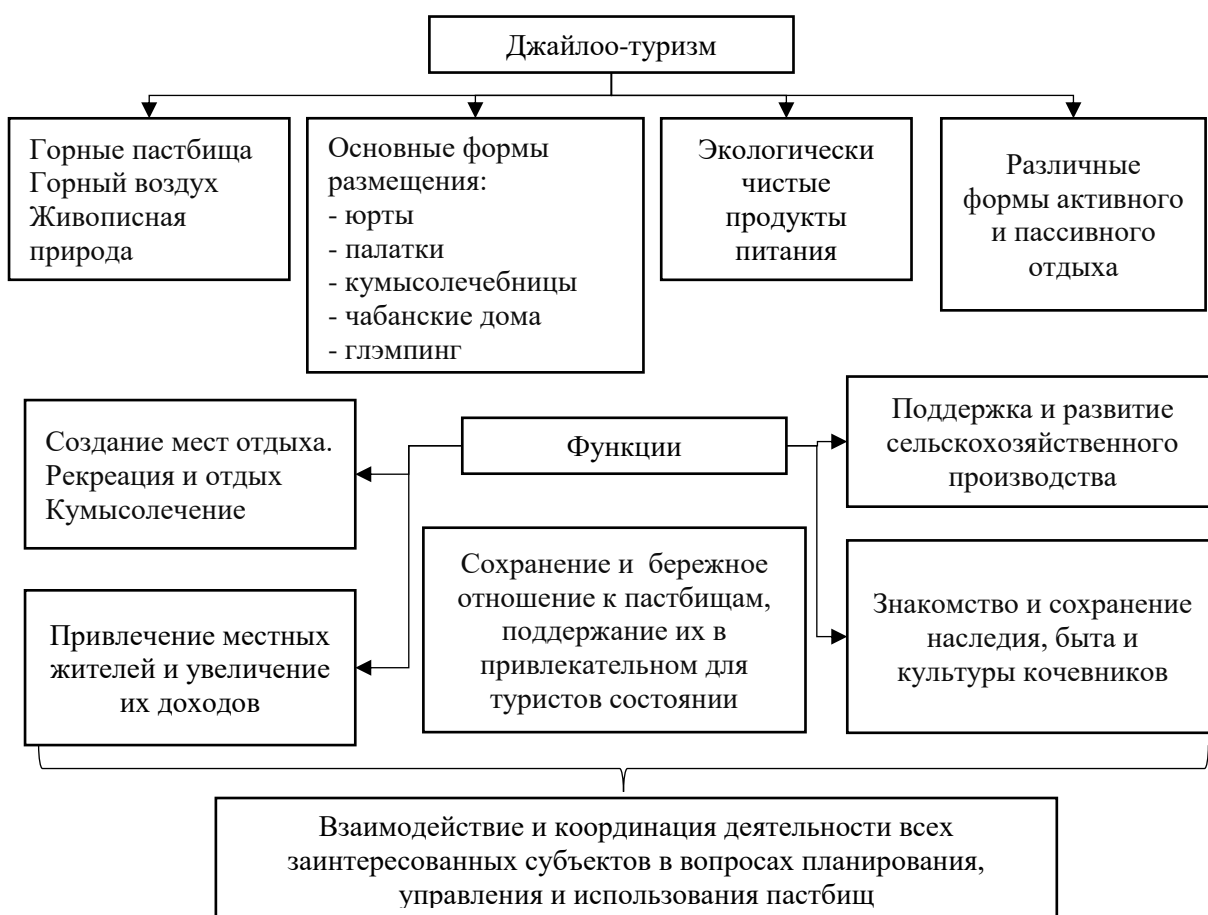 Джайлоо-туризм
Горные пастбища
Горный воздух
Живописная
природа
Основные формы
размещения:
- юрты
- палатки
- кумысолечебницы
- чабанские дома
- глэмпинг
Экологически
чистые
продукты
питания
Различные
формы активного
и пассивного
отдыха
Создание мест отдыха.
Рекреация и отдых
Кумысолечение
Функции
Поддержка и развитие
сельскохозяйственного
производства
Привлечение местных
жителей и увеличение
их доходов
Сохранение и бережное
отношение к пастбищам,
поддержание их в
привлекательном для
туристов состоянии
Знакомство и сохранение
наследия, быта и
культуры кочевников
Взаимодействие и координация деятельности всех
заинтересованных субъектов в вопросах планирования,
управления и использования пастбищ